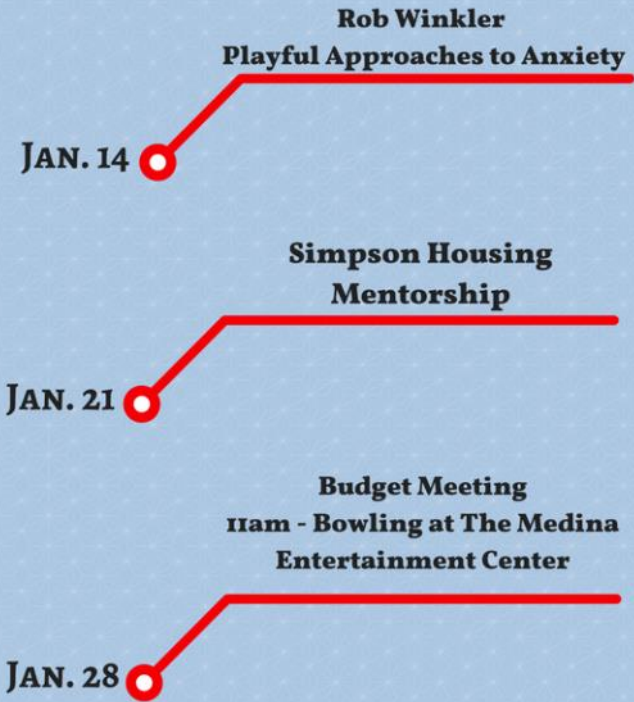 Rob Winkler
Playful Approaches to Anxiety
Jan. 14
Simpson Housing
Mentorship
Jan. 21
Budget Meeting
11am - Bowling at The Medina
Entertainment Center
Jan. 28